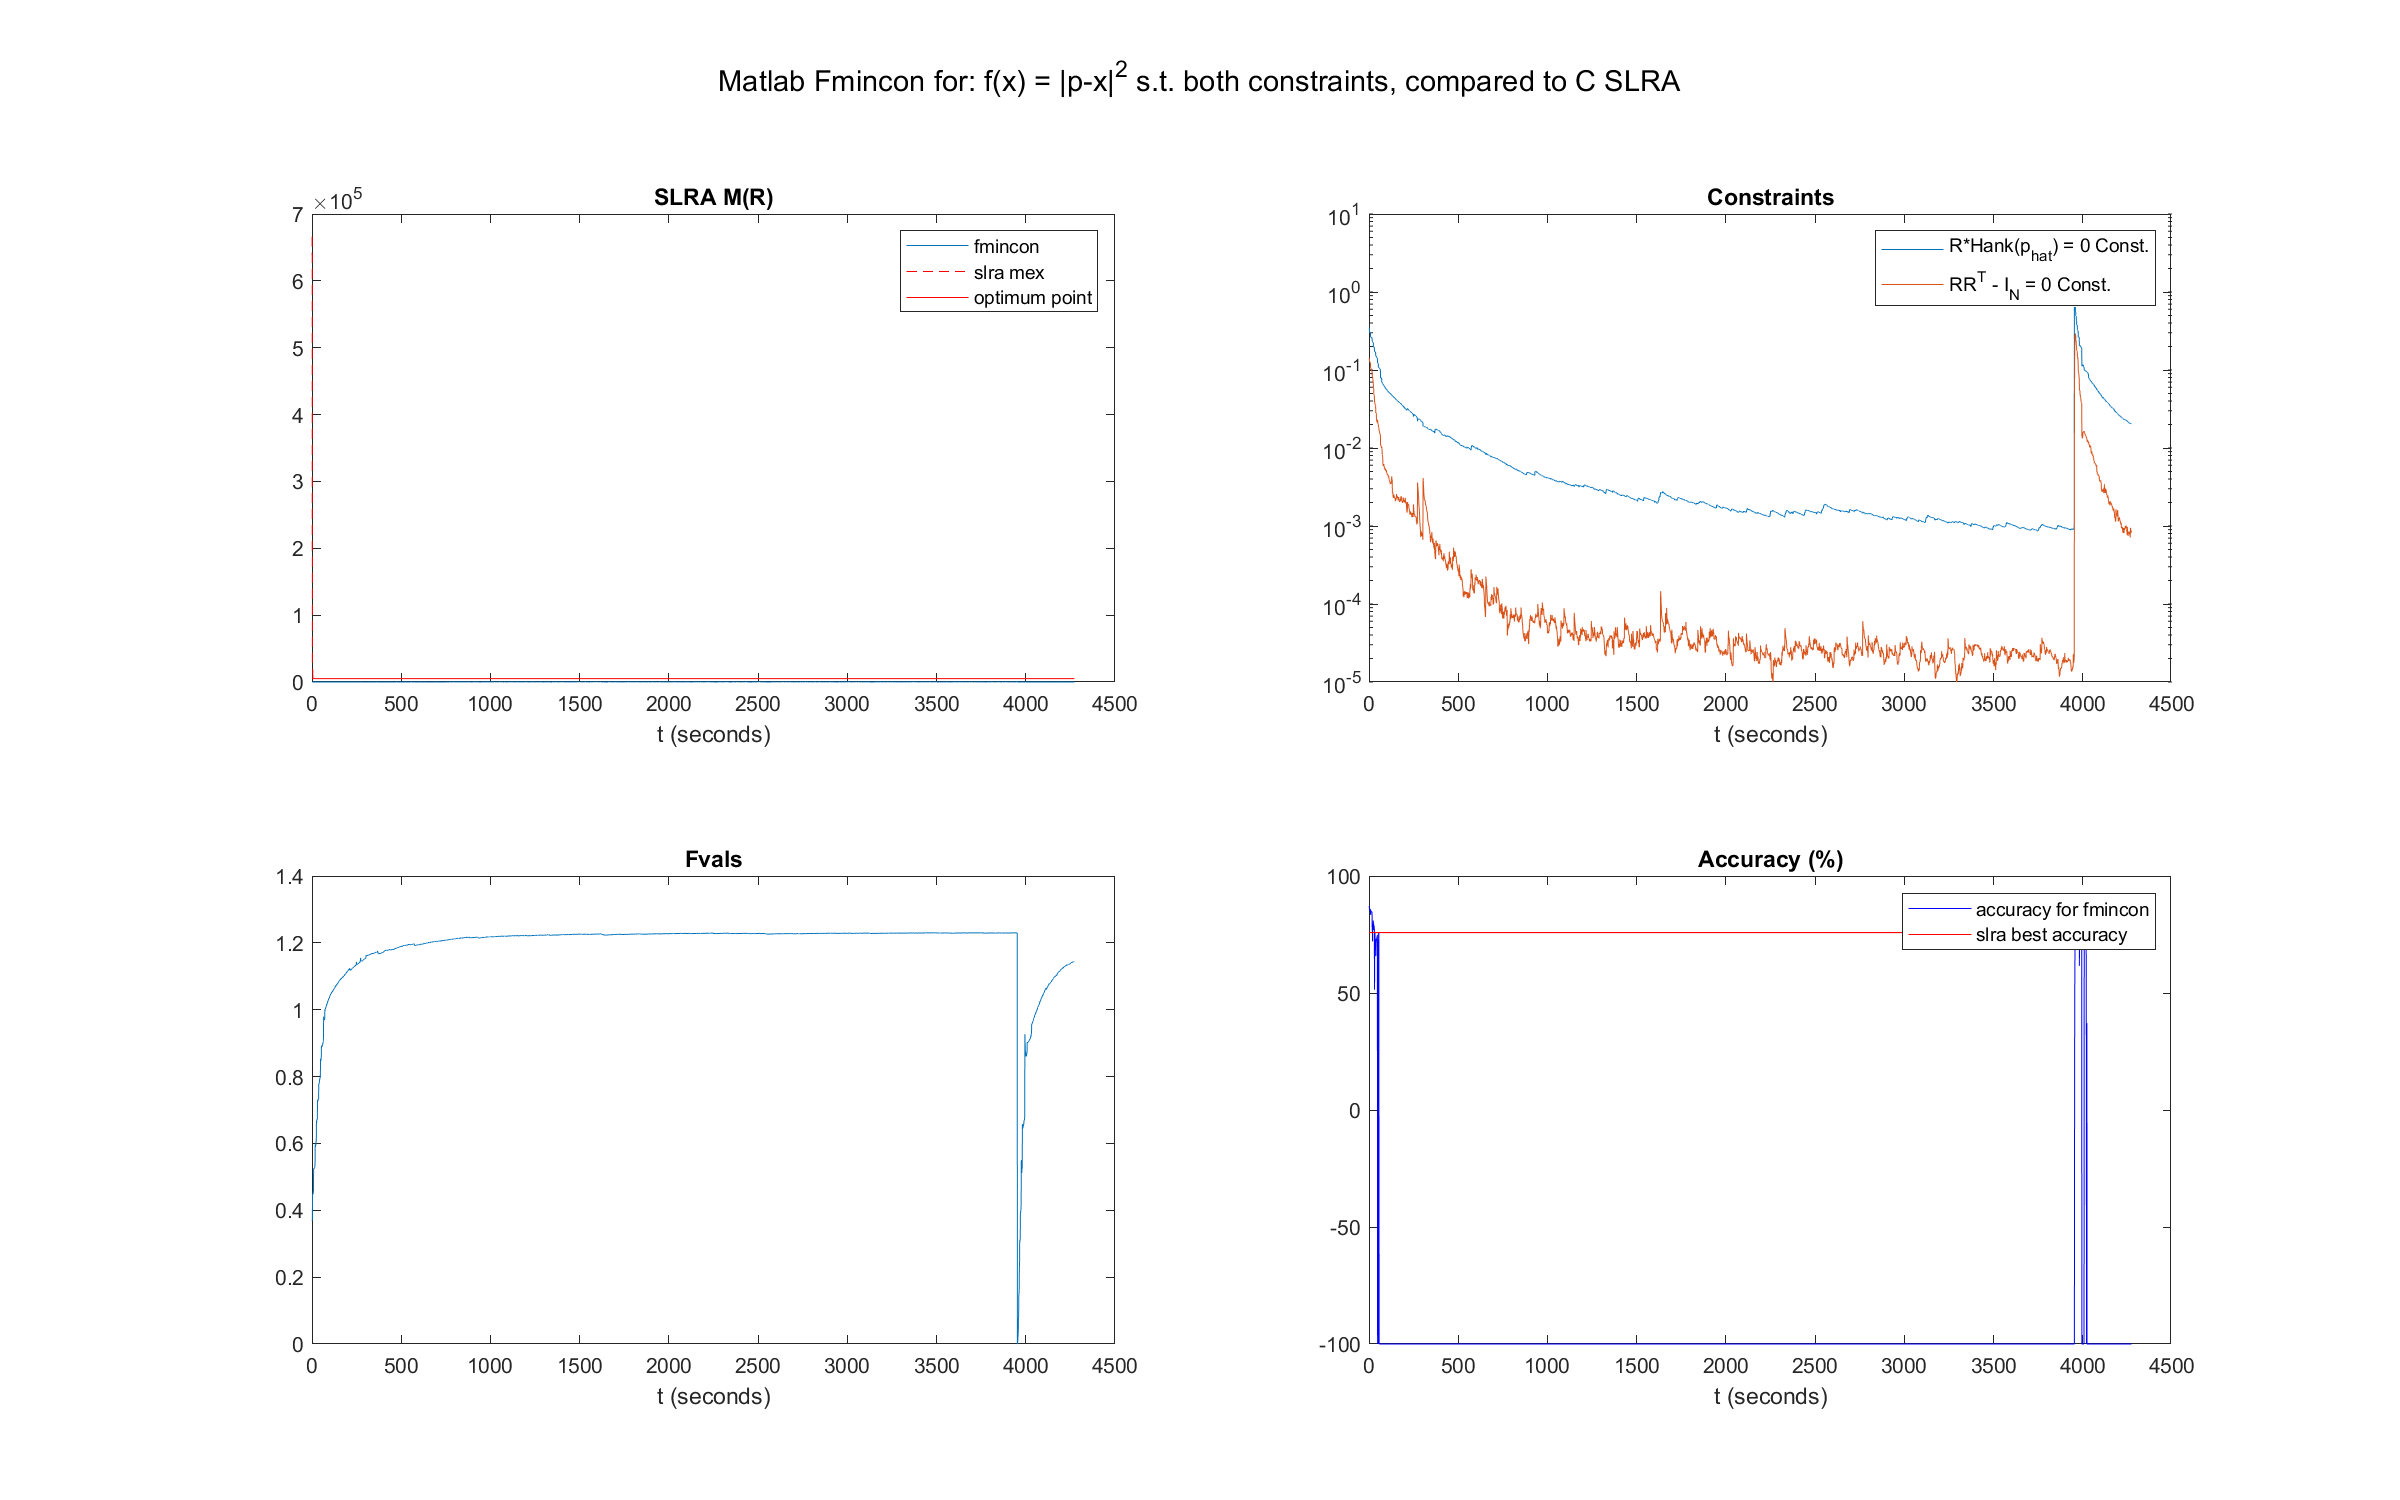 Matlab Fmincon for: f(x) = |p-x|² s.t. both constraints, compared to C SLRA
SLRA M(R)
×10⁵
7
6
5
4
3
2
1
0
0 500 1000 1500 2000 2500 3000 3500 4000 4500
t (seconds)
fmincon
slra mex
optimum point
Constraints
10¹
10⁰
10⁻¹
10⁻²
10⁻³
10⁻⁴
10⁻⁵
0 500 1000 1500 2000 2500 3000 3500 4000 4500
t (seconds)
R*Hank(p_hat) = 0 Const.
RRᵀ - I_N = 0 Const.
Fvals
1.4
1.2
1
0.8
0.6
0.4
0.2
0
0 500 1000 1500 2000 2500 3000 3500 4000 4500
t (seconds)
Accuracy (%)
100
50
0
-50
-100
0 500 1000 1500 2000 2500 3000 3500 4000 4500
t (seconds)
accuracy for fmincon
slra best accuracy